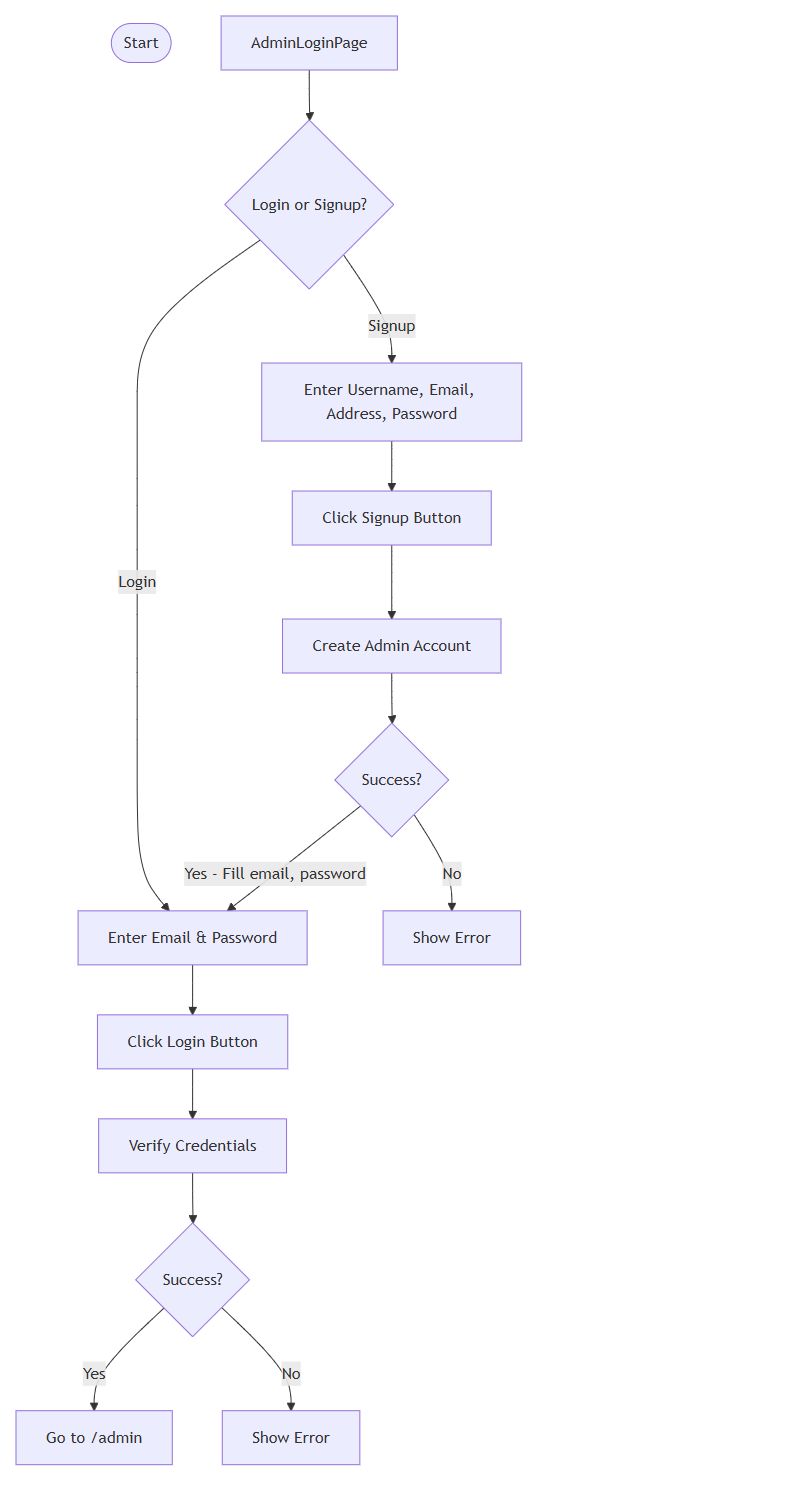 Start
AdminLoginPage
Login or Signup?
Signup
Enter Username, Email,
Address, Password
Click Signup Button
Login
Create Admin Account
Success?
Yes - Fill email, password
No
Enter Email & Password
Show Error
Click Login Button
Verify Credentials
Success?
Yes
No
Go to /admin
Show Error